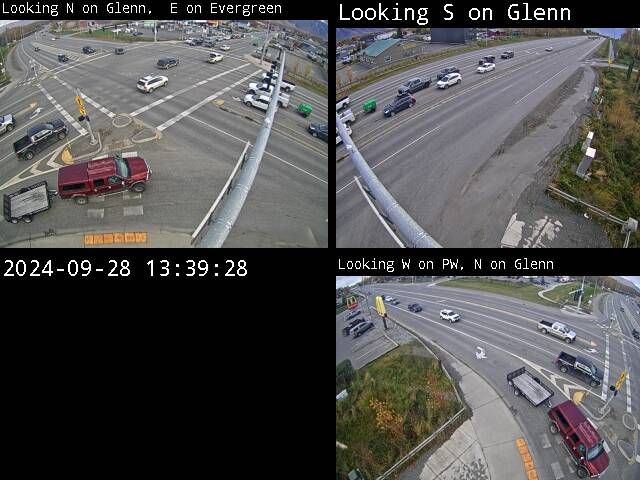 Looking N on Glenn, E on Evergreen
Looking S on Glenn
2024-09-28 13:39:28
Looking W on PW, N on Glenn